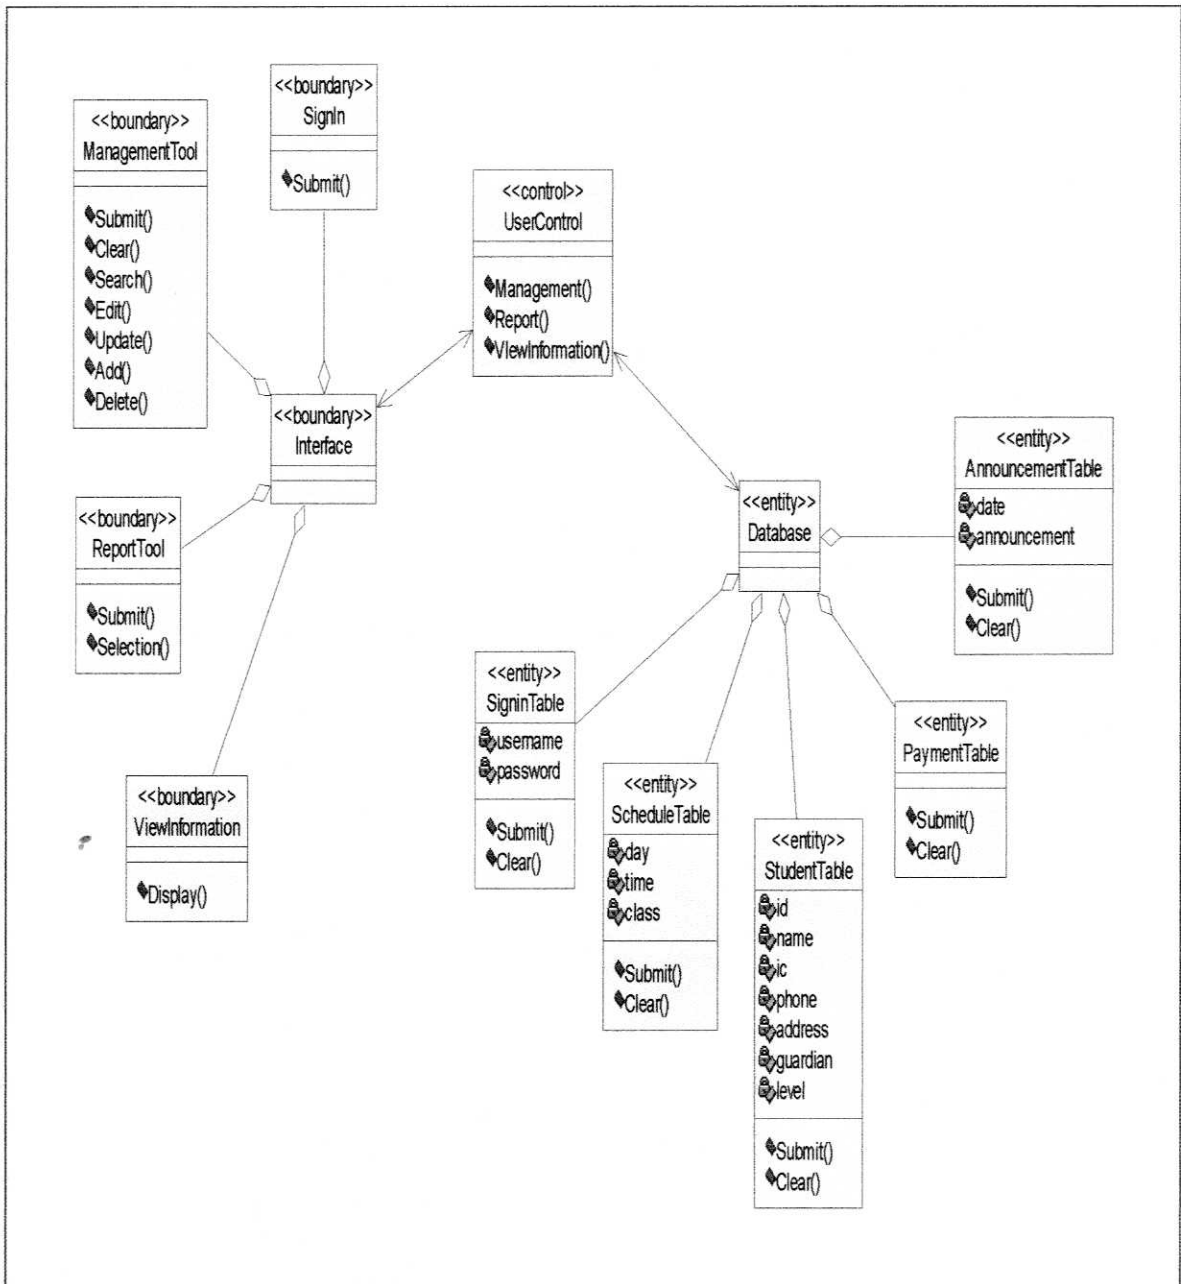 <<boundary>>
SignIn
Submit()
<<boundary>>
ManagementTool
Submit()
Clear()
Search()
Edit()
Update()
Add()
Delete()
<<control>>
UserControl
Management()
Report()
VIewInformation()
<<boundary>>
Interface
<<boundary>>
ReportTool
Submit()
Selection()
<<boundary>>
ViewInformation
Display()
<<entity>>
Database
<<entity>>
AnnouncementTable
date
announcement
Submit()
Clear()
<<entity>>
SigninTable
username
password
Submit()
Clear()
<<entity>>
ScheduleTable
day
time
class
Submit()
Clear()
<<entity>>
StudentTable
id
name
ic
phone
address
guardian
level
Submit()
Clear()
<<entity>>
PaymentTable
Submit()
Clear()